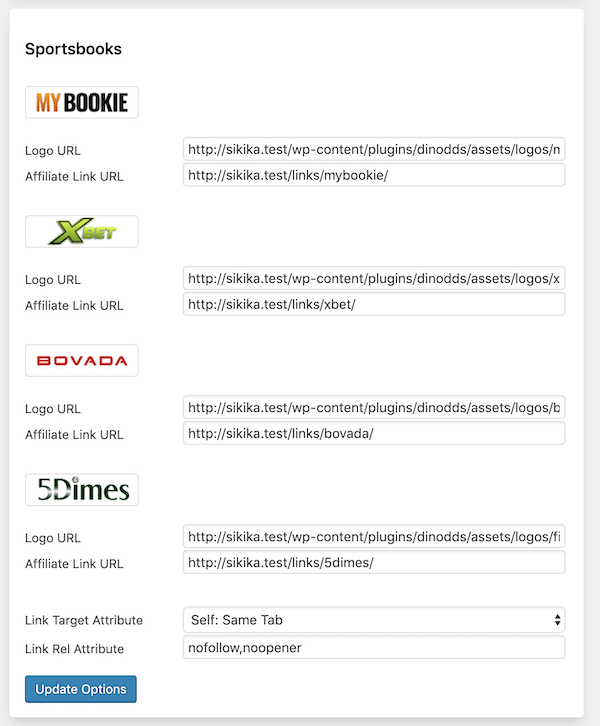 Sportsbooks
MYBOOKIE
Logo URL http://sikika.test/wp-content/plugins/dinodds/assets/logos/n
Affiliate Link URL http://sikika.test/links/mybookie/
XBET
Logo URL http://sikika.test/wp-content/plugins/dinodds/assets/logos/x
Affiliate Link URL http://sikika.test/links/xbet/
BOVADA
Logo URL http://sikika.test/wp-content/plugins/dinodds/assets/logos/b
Affiliate Link URL http://sikika.test/links/bovada/
5Dimes
Logo URL http://sikika.test/wp-content/plugins/dinodds/assets/logos/fi
Affiliate Link URL http://sikika.test/links/5dimes/
Link Target Attribute Self: Same Tab
Link Rel Attribute nofollow,noopener
Update Options